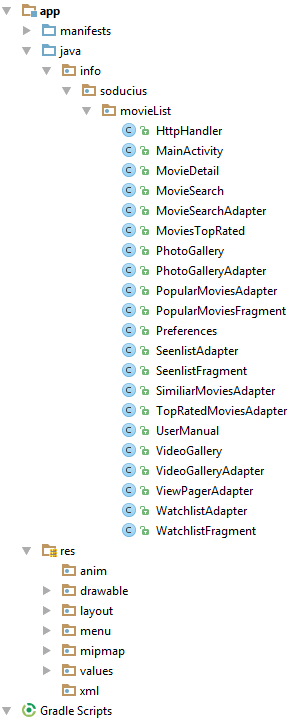 app
manifests
java
info
soducius
movieList
HttpHandler
MainActivity
MovieDetail
MovieSearch
MovieSearchAdapter
MoviesTopRated
PhotoGallery
PhotoGalleryAdapter
PopularMoviesAdapter
PopularMoviesFragment
Preferences
SeenlistAdapter
SeenlistFragment
SimiliarMoviesAdapter
TopRatedMoviesAdapter
UserManual
VideoGallery
VideoGalleryAdapter
ViewPagerAdapter
WatchlistAdapter
WatchlistFragment
res
anim
drawable
layout
menu
mipmap
values
xml
Gradle Scripts